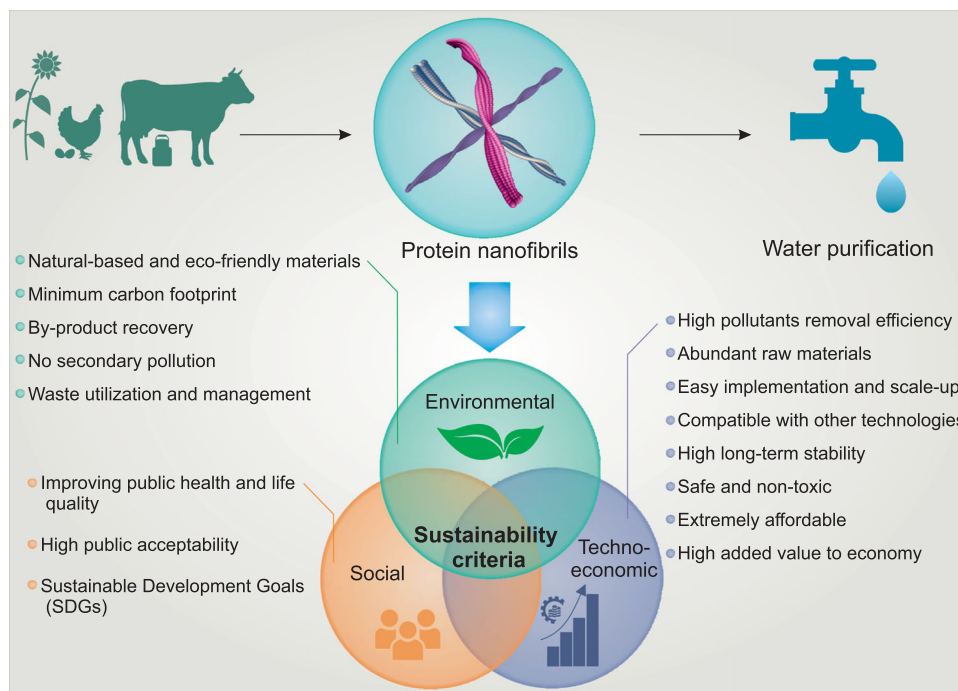 Protein nanofibrils
Water purification
Natural-based and eco-friendly materials
Minimum carbon footprint
By-product recovery
No secondary pollution
Waste utilization and management
High pollutants removal efficiency
Abundant raw materials
Easy implementation and scale-up
Compatible with other technologies
High long-term stability
Safe and non-toxic
Extremely affordable
High added value to economy
Improving public health and life
quality
High public acceptability
Sustainable Development Goals
(SDGs)
Environmental
Sustainability
criteria
Social
Techno-
economic